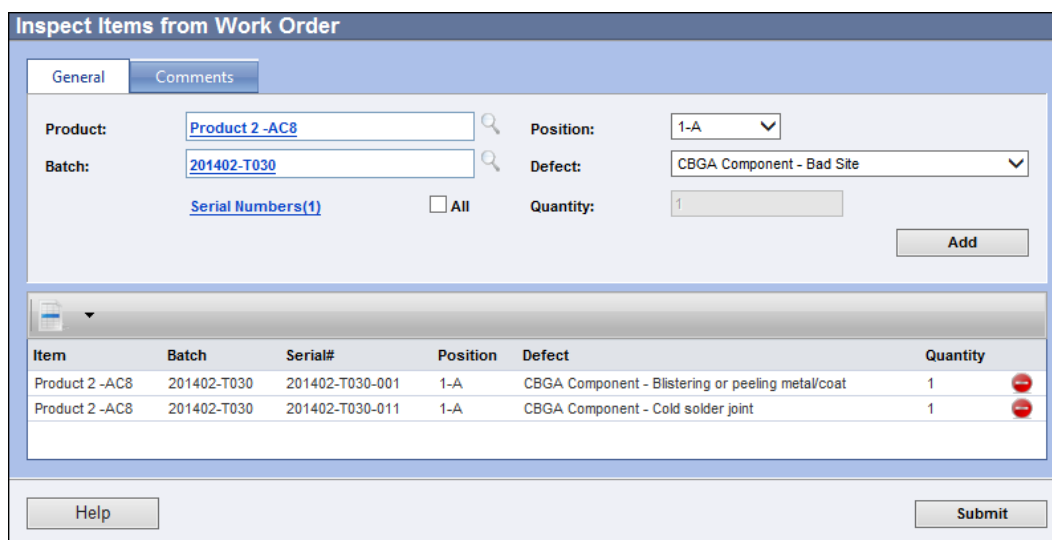 Inspect Items from Work Order
General Comments
Product: Product 2 -AC8 Position: 1-A
Batch: 201402-T030 Defect: CBGA Component - Bad Site
Serial Numbers(1) All Quantity: 1
Add
Item Batch Serial# Position Defect Quantity
Product 2 -AC8 201402-T030 201402-T030-001 1-A CBGA Component - Blistering or peeling metal/coat 1
Product 2 -AC8 201402-T030 201402-T030-011 1-A CBGA Component - Cold solder joint 1
Help Submit